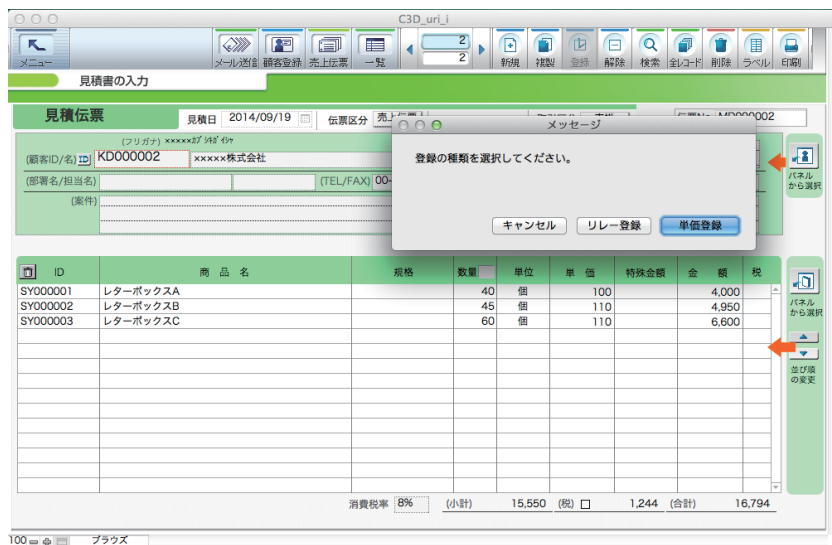 C3D_uri_i
メニュー
メール送信 顧客登録 売上伝票 一覧 2 2 新規 複製 登録 解除 検索 全レコード 削除 ラベル 印刷
見積書の入力
見積伝票 見積日 2014/09/19 伝票区分
メッセージ
登録の種類を選択してください。
キャンセル リレー登録 単価登録
(フリガナ) ×××××ｶﾌﾞｼｷｶﾞｲｼｬ
(顧客ID/名) ID KD000002 ×××××株式会社
(部署名/担当名) (TEL/FAX) 00-
(案件)
パネル
から選択
ID 商 品 名 規格 数量 単位 単 価 特殊金額 金 額 税
SY000001 レターボックスA 40 個 100 4,000
SY000002 レターボックスB 45 個 110 4,950
SY000003 レターボックスC 60 個 110 6,600
パネル
から選択
並び順
の変更
消費税率 8% (小計) 15,550 (税) 1,244 (合計) 16,794
100 ブラウズ